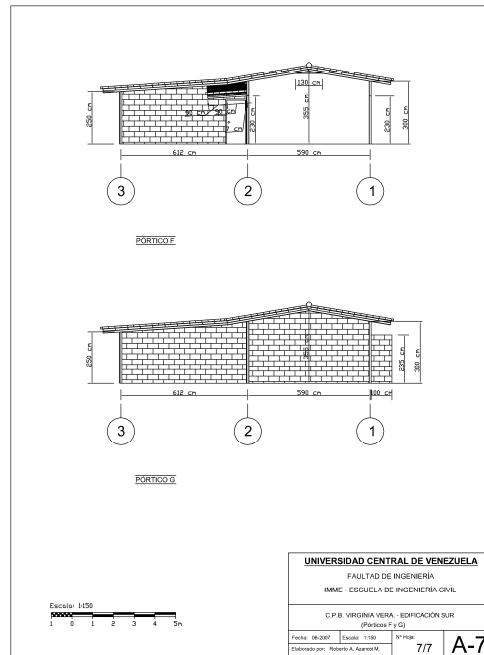 130 cm
250 cm
90 cm
230 cm
355 cm
230 cm
300 cm
612 cm
590 cm
3
2
1
PÓRTICO F
250 cm
355 cm
235 cm
300 cm
612 cm
590 cm
100 cm
3
2
1
PÓRTICO G
UNIVERSIDAD CENTRAL DE VENEZUELA
FAULTAD DE INGENIERÍA
IMME - ESCUELA DE INGENIERÍA CIVIL
C.P.B. VIRGINIA VERA. - EDIFICACIÓN SUR
(Pórticos F y G)
Fecha: 06-2007 Escala: 1:150 Nº Hoja:
Elaborado por: Roberto A. Azancot M. 7/7 A-7
Escala: 1:150
1 0 1 2 3 4 5m